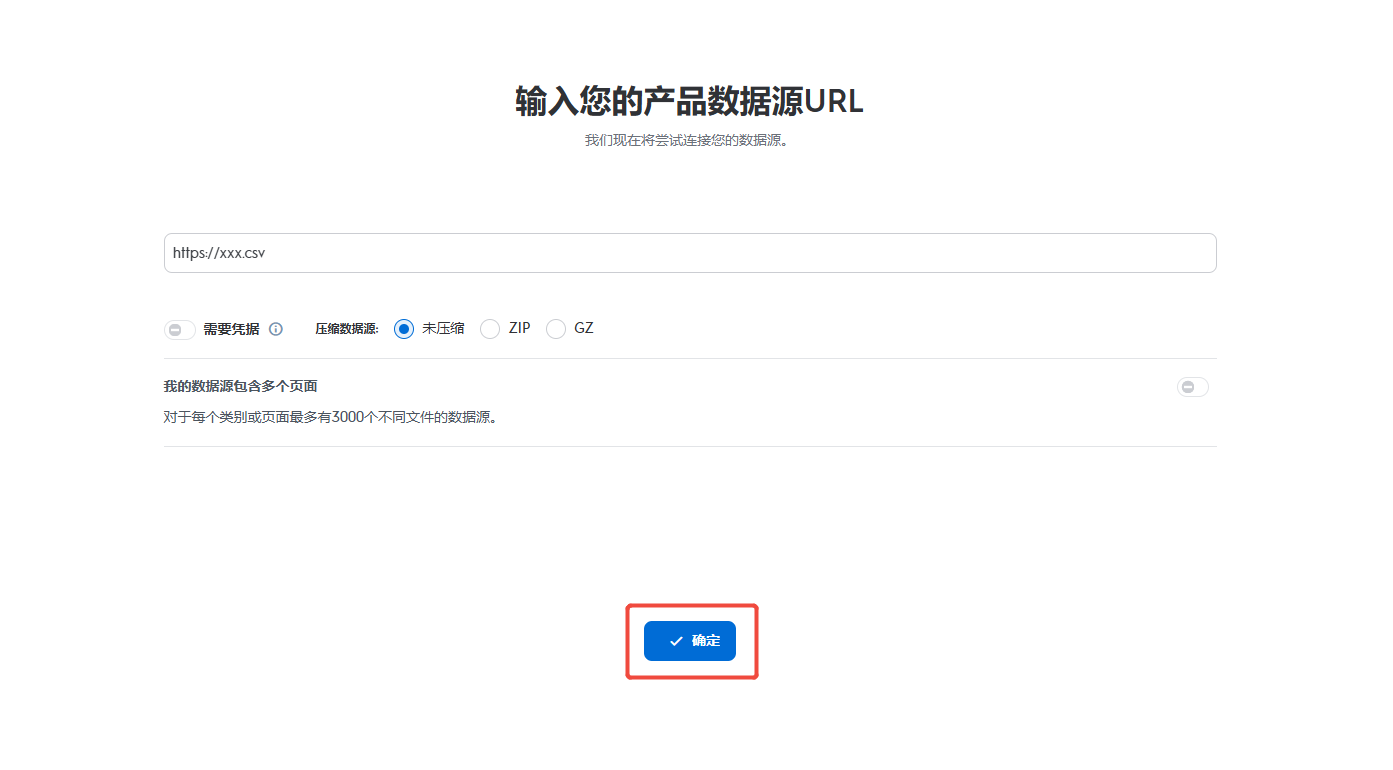 输入您的产品数据源URL
我们现在将尝试连接您的数据源。
https://xxx.csv
需要凭据 压缩数据源: 未压缩 ZIP GZ
我的数据源包含多个页面
对于每个类别或页面最多有3000个不同文件的数据源。
确定